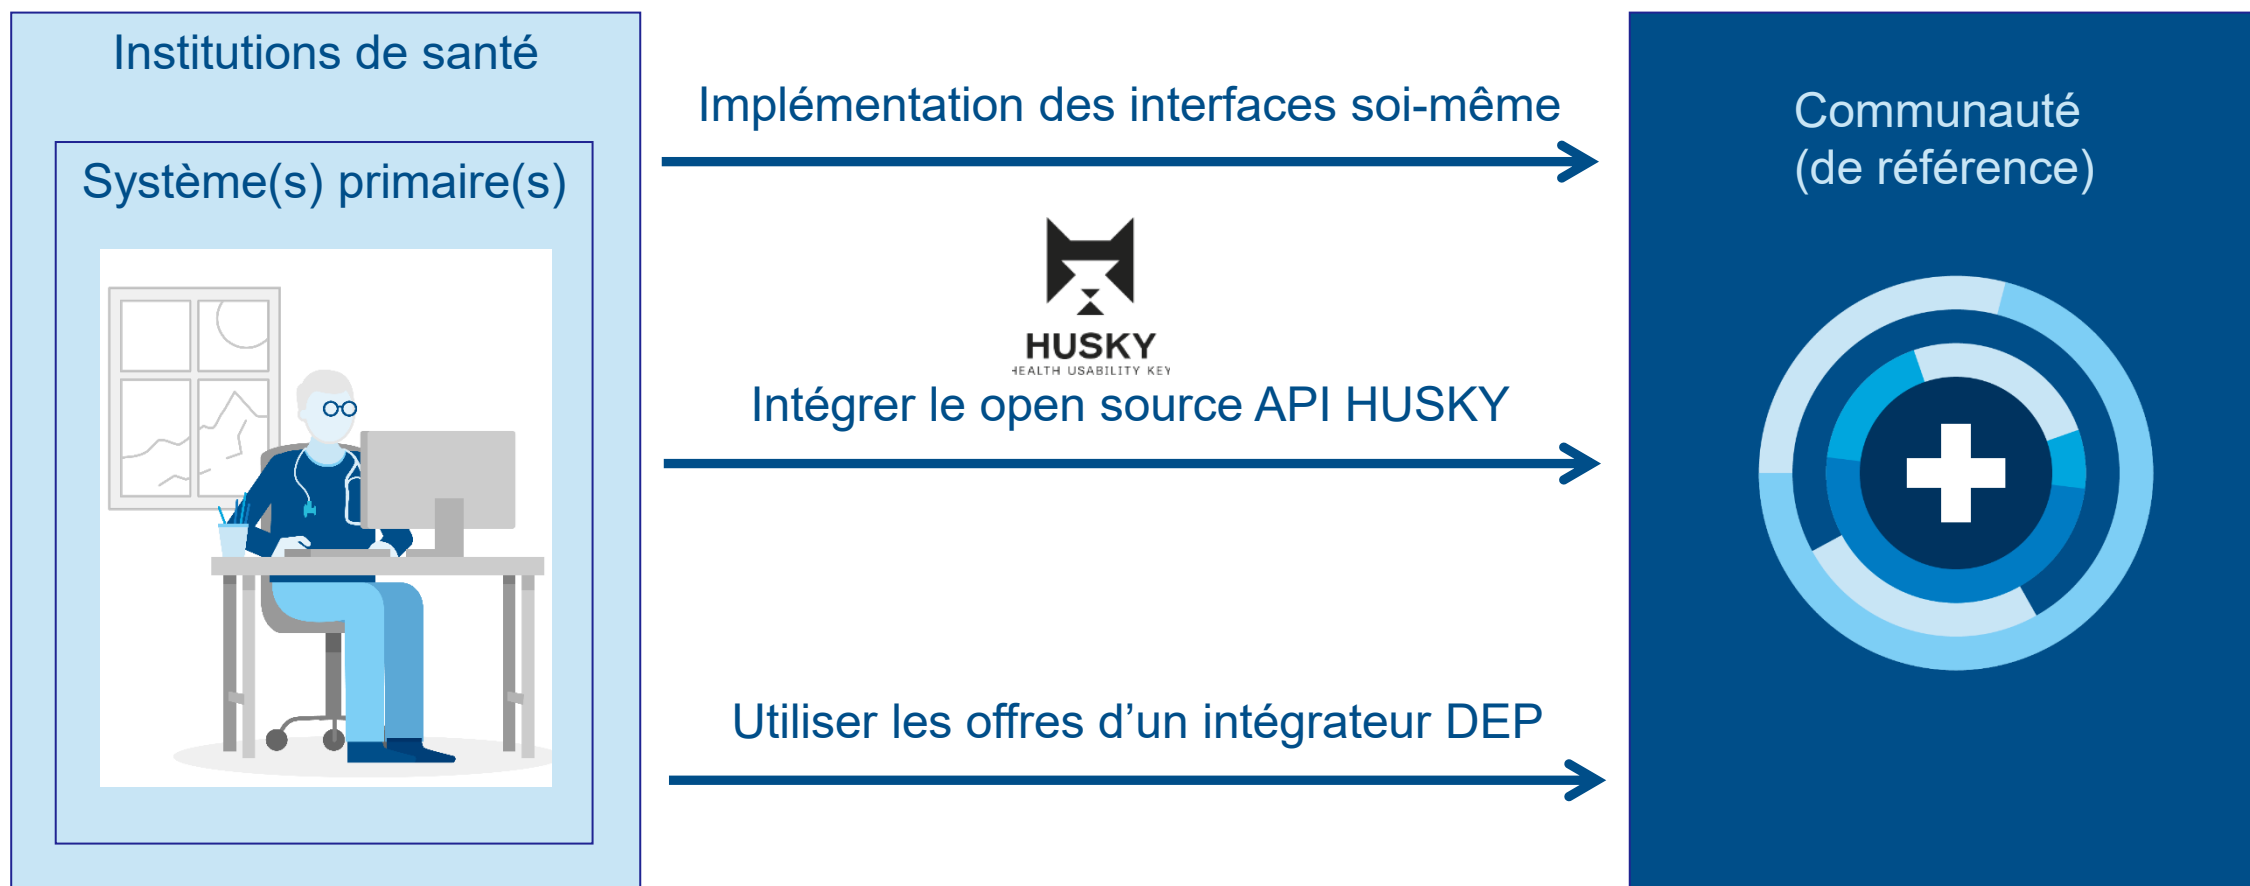 Institutions de santé
Système(s) primaire(s)
Implémentation des interfaces soi-même
HUSKY
HEALTH USABILITY KEY
Intégrer le open source API HUSKY
Utiliser les offres d’un intégrateur DEP
Communauté
(de référence)